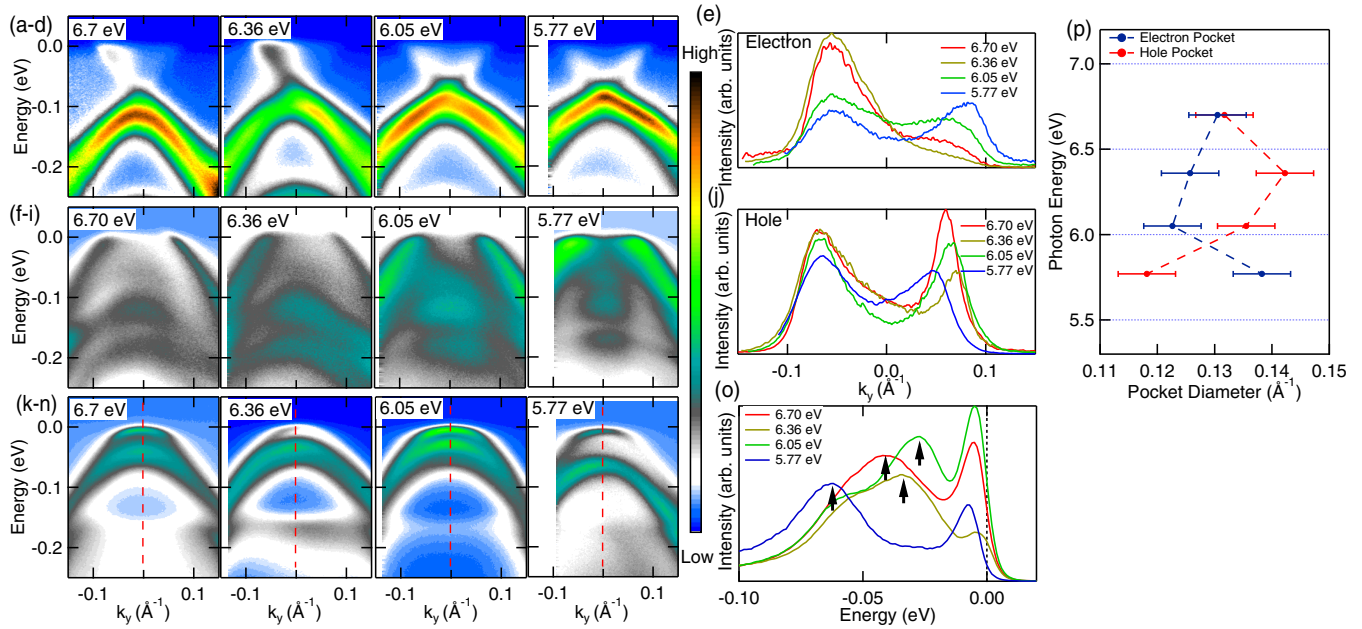 (a-d)
6.7 eV
6.36 eV
6.05 eV
5.77 eV
0.0
-0.1
-0.2
Energy (eV)
(f-i)
6.70 eV
6.36 eV
6.05 eV
5.77 eV
0.0
-0.1
-0.2
Energy (eV)
(k-n)
6.7 eV
6.36 eV
6.05 eV
5.77 eV
0.0
-0.1
-0.2
Energy (eV)
-0.1 0.1
-0.1 0.1
-0.1 0.1
-0.1 0.1
ky (Å-1)
ky (Å-1)
ky (Å-1)
ky (Å-1)
High
Low
(e)
Electron
6.70 eV
6.36 eV
6.05 eV
5.77 eV
Intensity (arb. units)
(j)
Hole
6.70 eV
6.36 eV
6.05 eV
5.77 eV
Intensity (arb. units)
-0.1 0.0 0.1
ky (Å-1)
(o)
6.70 eV
6.36 eV
6.05 eV
5.77 eV
Intensity (arb. units)
-0.10 -0.05 0.00
Energy (eV)
(p)
Electron Pocket
Hole Pocket
7.0
6.5
6.0
5.5
Photon Energy (eV)
0.11 0.12 0.13 0.14 0.15
Pocket Diameter (Å-1)